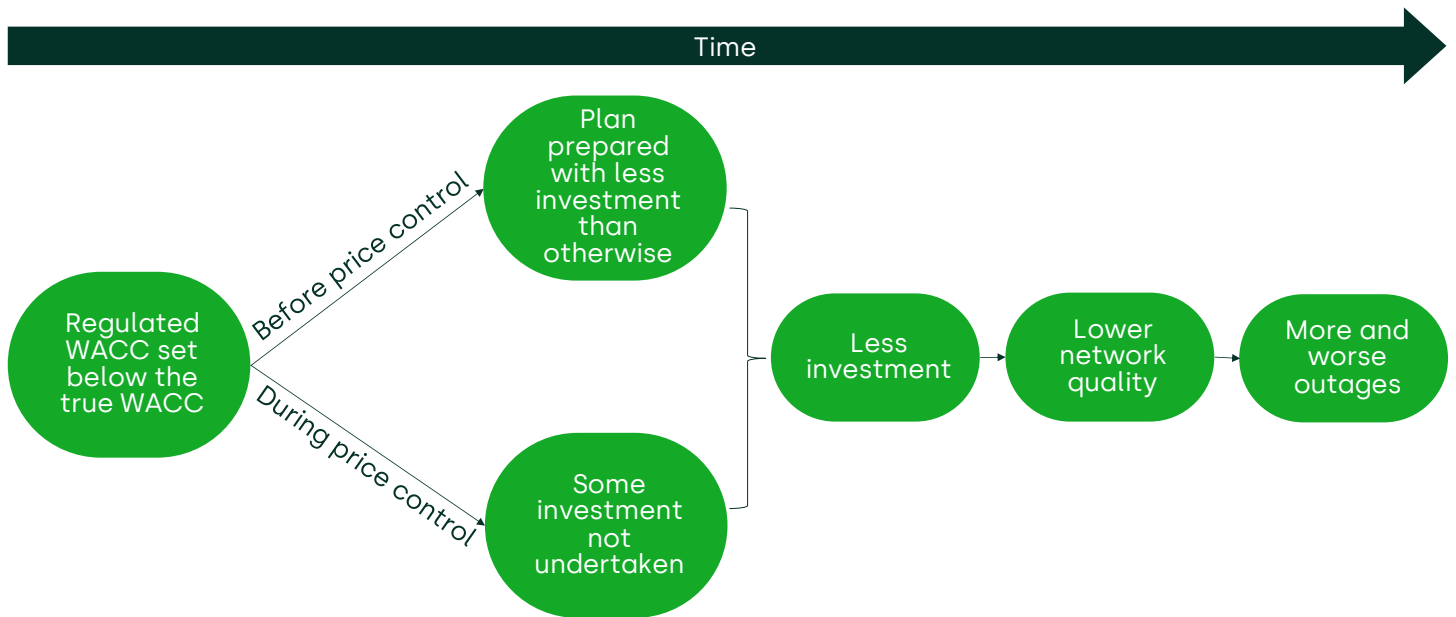 Time
Plan
prepared
with less
investment
than
otherwise
Before price control
Regulated
WACC set
below the
true WACC
During price control
Some
investment
not
undertaken
Less
investment
Lower
network
quality
More and
worse
outages